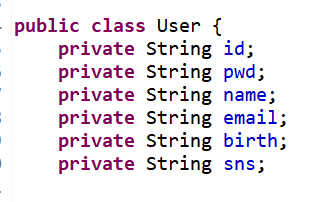 public class User {
    private String id;
    private String pwd;
    private String name;
    private String email;
    private String birth;
    private String sns;